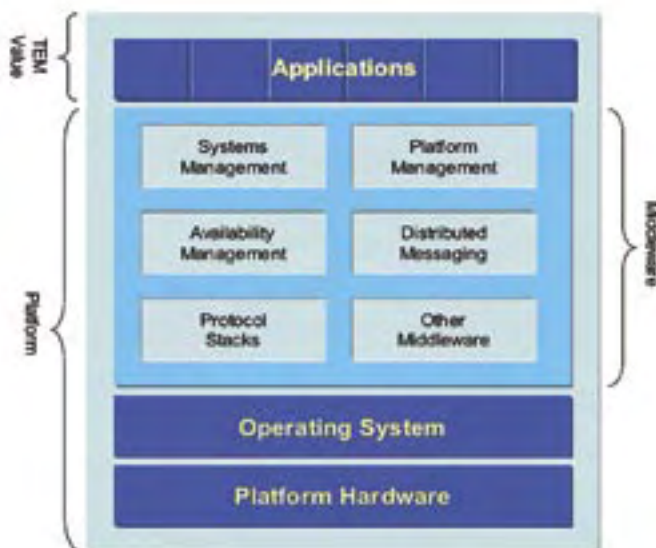 TEM
Value
Applications
Systems
Management
Platform
Management
Availability
Management
Distributed
Messaging
Protocol
Stacks
Other
Middleware
Middleware
Platform
Operating System
Platform Hardware